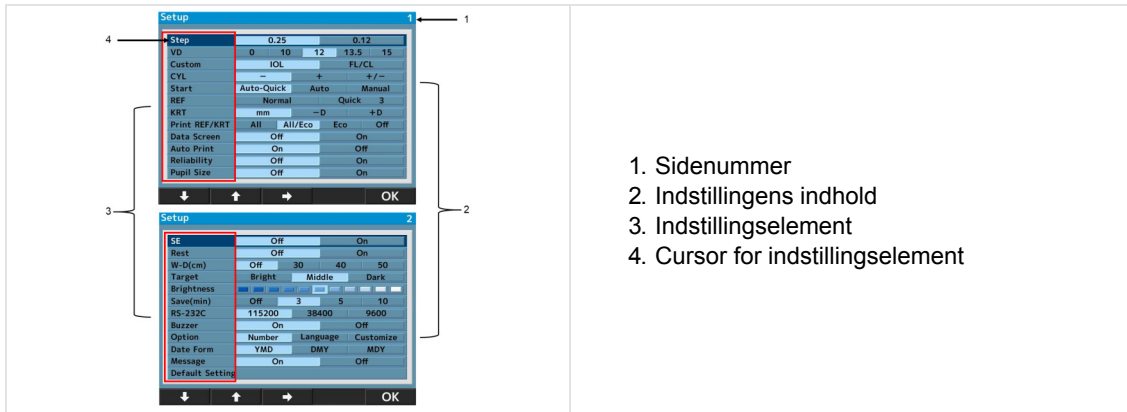 Setup 1
1
4
Step 0.25 0.12
VD 0 10 12 13.5 15
Custom IOL FL/CL
CYL − + +/−
Start Auto-Quick Auto Manual
REF Normal Quick 3
KRT mm −D +D
Print REF/KRT All All/Eco Eco Off
Data Screen Off On
Auto Print On Off
Reliability Off On
Pupil Size Off On
OK
3
2
Setup 2
SE Off On
Rest Off On
W-D(cm) Off 30 40 50
Target Bright Middle Dark
Brightness
Save(min) Off 3 5 10
RS-232C 115200 38400 9600
Buzzer On Off
Option Number Language Customize
Date Form YMD DMY MDY
Message On Off
Default Setting
OK
1. Sidenummer
2. Indstillingens indhold
3. Indstillingselement
4. Cursor for indstillingselement